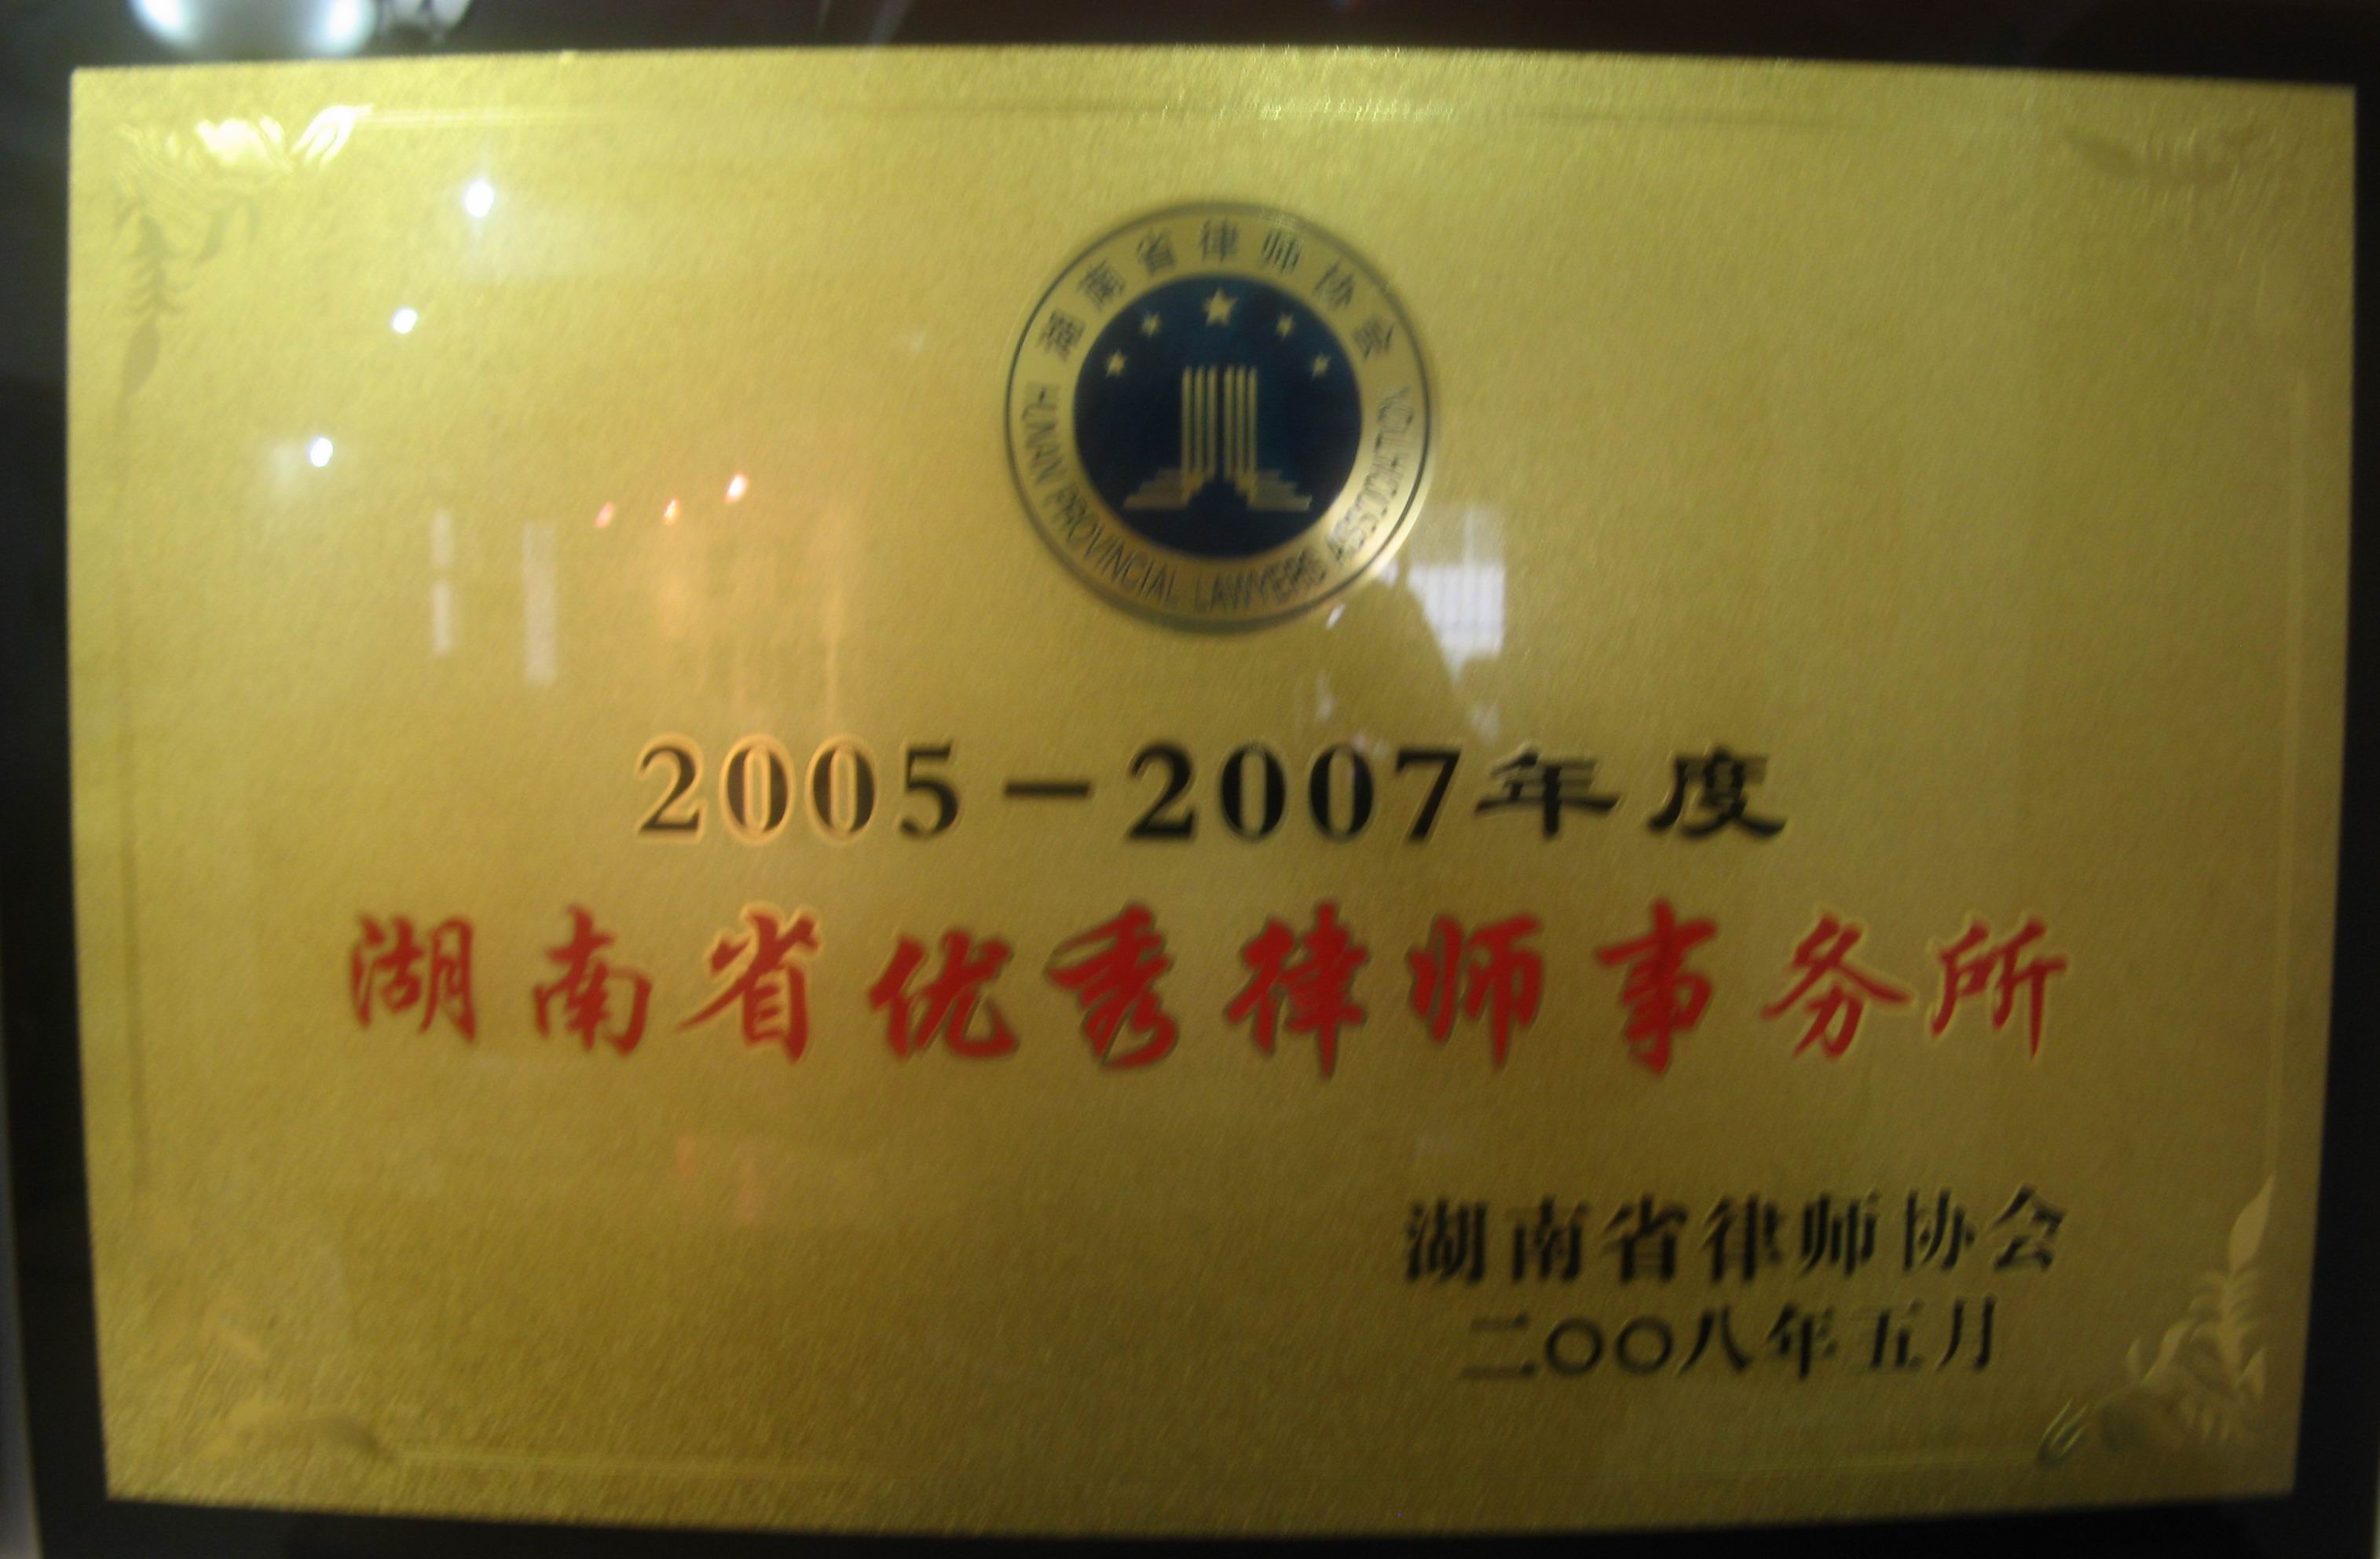 湖南省律师协会
HUNAN PROVINCIAL LAWYERS ASSOCIATION
2005-2007年度
湖南省优秀律师事务所
湖南省律师协会
二〇〇八年五月